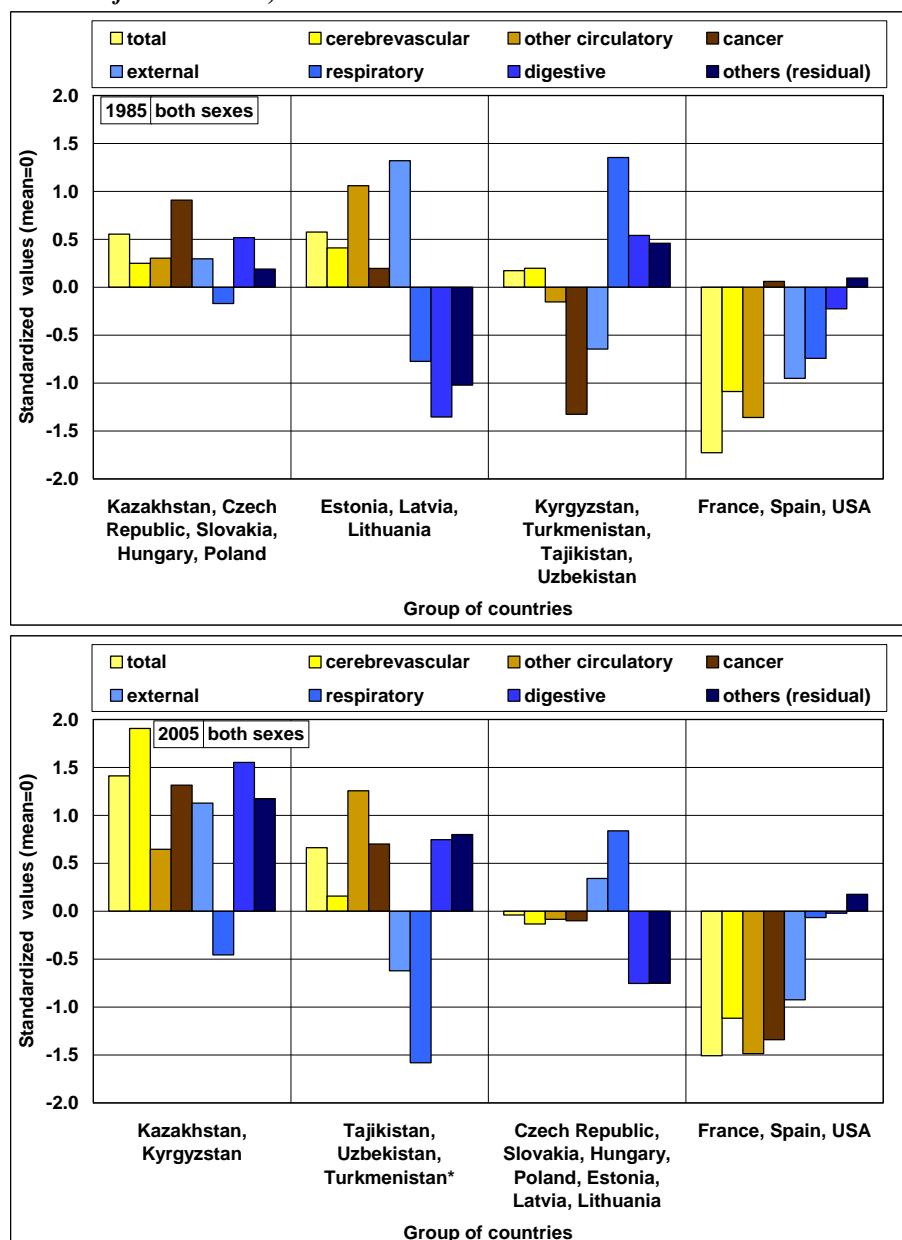 total cerebrevascular other circulatory cancer
external respiratory digestive others (residual)
1985 both sexes
Standardized values (mean=0)
2.0
1.5
1.0
0.5
0.0
-0.5
-1.0
-1.5
-2.0
Kazakhstan, Czech
Republic, Slovakia,
Hungary, Poland
Estonia, Latvia,
Lithuania
Kyrgyzstan,
Turkmenistan,
Tajikistan,
Uzbekistan
France, Spain, USA
Group of countries
total cerebrevascular other circulatory cancer
external respiratory digestive others (residual)
2005 both sexes
Standardized values (mean=0)
2.0
1.5
1.0
0.5
0.0
-0.5
-1.0
-1.5
-2.0
Kazakhstan,
Kyrgyzstan
Tajikistan,
Uzbekistan,
Turkmenistan*
Czech Republic,
Slovakia, Hungary,
Poland, Estonia,
Latvia, Lithuania
France, Spain, USA
Group of countries